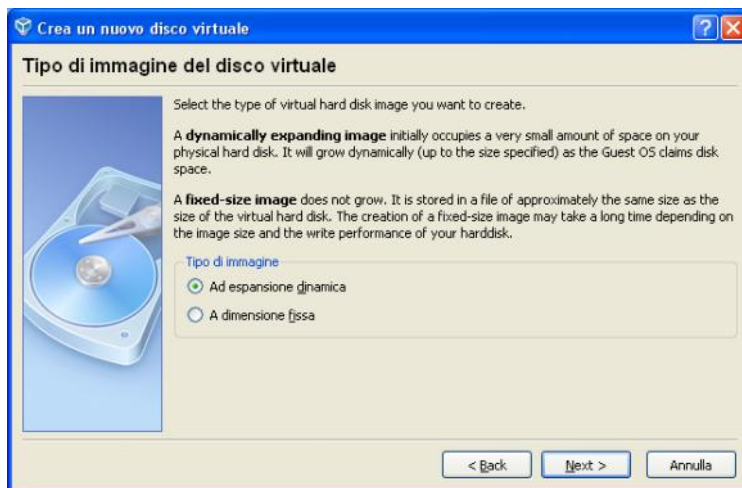 Crea un nuovo disco virtuale
Tipo di immagine del disco virtuale
Select the type of virtual hard disk image you want to create.
A dynamically expanding image initially occupies a very small amount of space on your
physical hard disk. It will grow dynamically (up to the size specified) as the Guest OS claims disk
space.
A fixed-size image does not grow. It is stored in a file of approximately the same size as the
size of the virtual hard disk. The creation of a fixed-size image may take a long time depending on
the image size and the write performance of your harddisk.
Tipo di immagine
Ad espansione dinamica
A dimensione fissa
< Back Next > Annulla